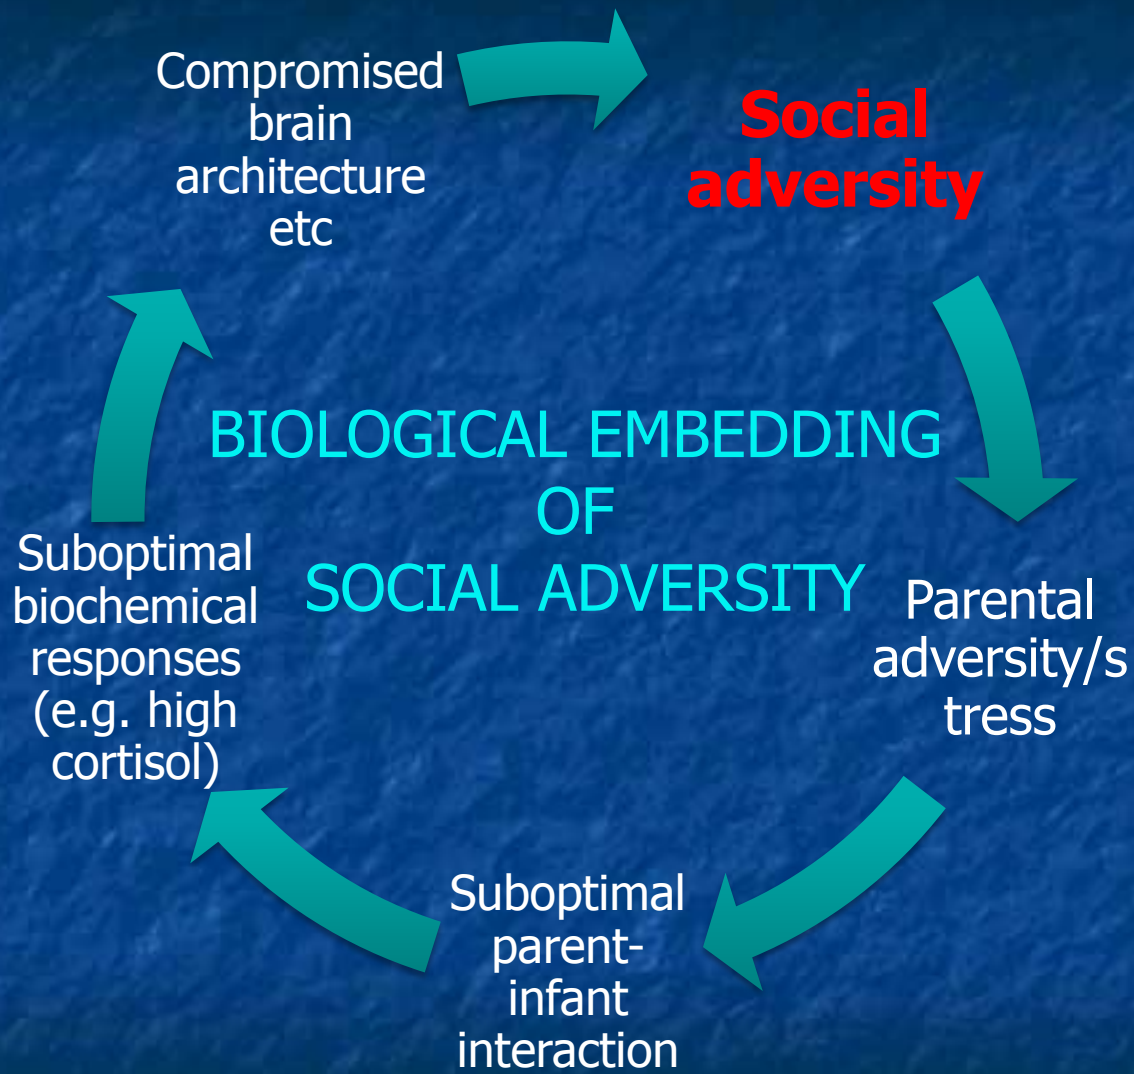 Compromised
brain
architecture
etc
Social
adversity
BIOLOGICAL EMBEDDING
OF
SOCIAL ADVERSITY
Parental
adversity/s
tress
Suboptimal
parent-
infant
interaction
Suboptimal
biochemical
responses
(e.g. high
cortisol)